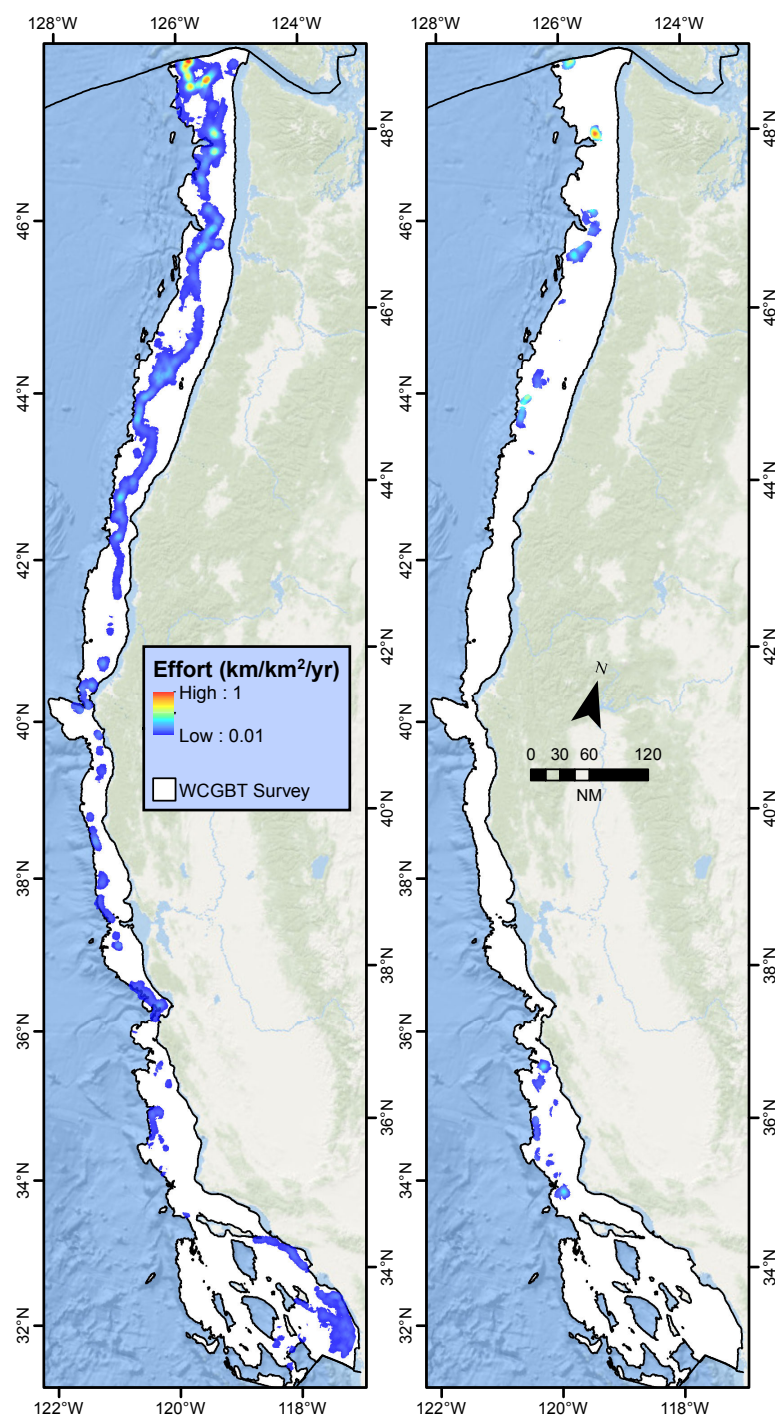 128°W 126°W 124°W 128°W 126°W 124°W
48°N 48°N
46°N 46°N
46°N 46°N
44°N 44°N
44°N 44°N
42°N 42°N
42°N 42°N
Effort (km/km²/yr)
High : 1
Low : 0.01
WCGBT Survey
N
0 30 60 120
NM
40°N 40°N
40°N 40°N
38°N 38°N
38°N 38°N
36°N 36°N
36°N 36°N
34°N 34°N
34°N 34°N
32°N 32°N
122°W 120°W 118°W 122°W 120°W 118°W